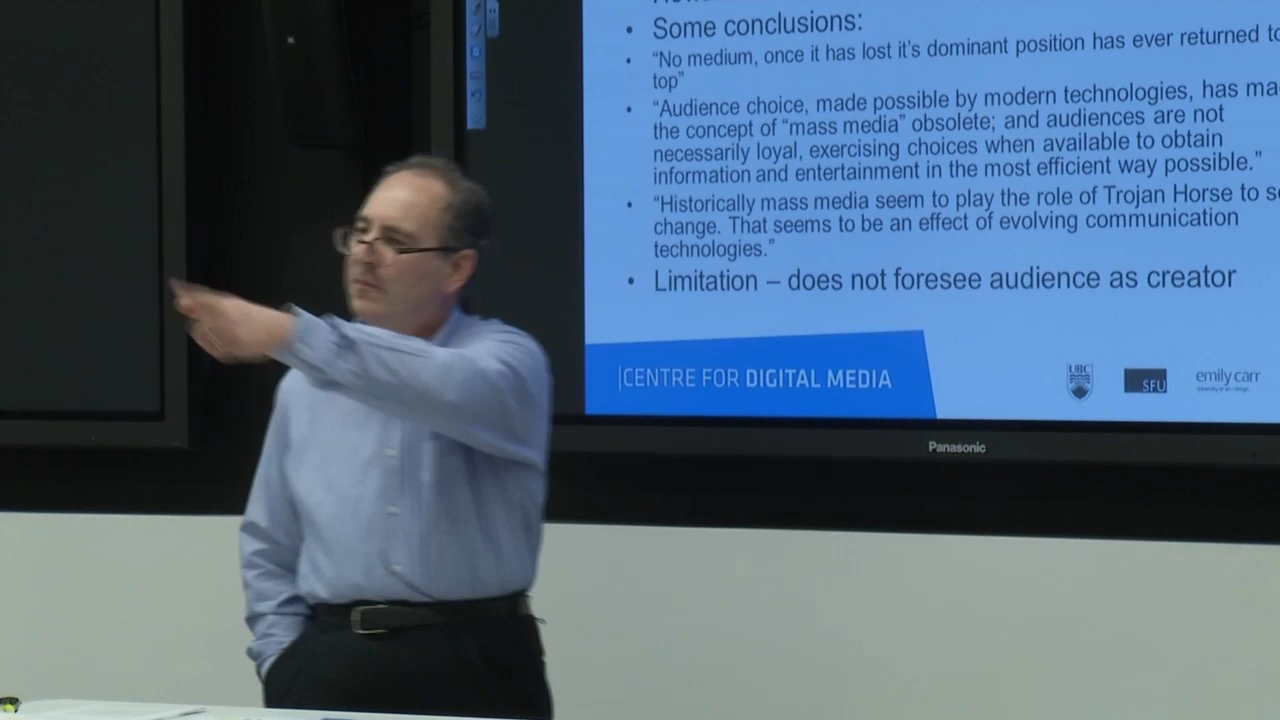 • Some conclusions:
• “No medium, once it has lost it’s dominant position has ever returned to
top”
• “Audience choice, made possible by modern technologies, has ma
the concept of “mass media” obsolete; and audiences are not
necessarily loyal, exercising choices when available to obtain
information and entertainment in the most efficient way possible.”
• “Historically mass media seem to play the role of Trojan Horse to so
change. That seems to be an effect of evolving communication
technologies.”
• Limitation – does not foresee audience as creator
|CENTRE FOR DIGITAL MEDIA
UBC
SFU
emily carr
Panasonic